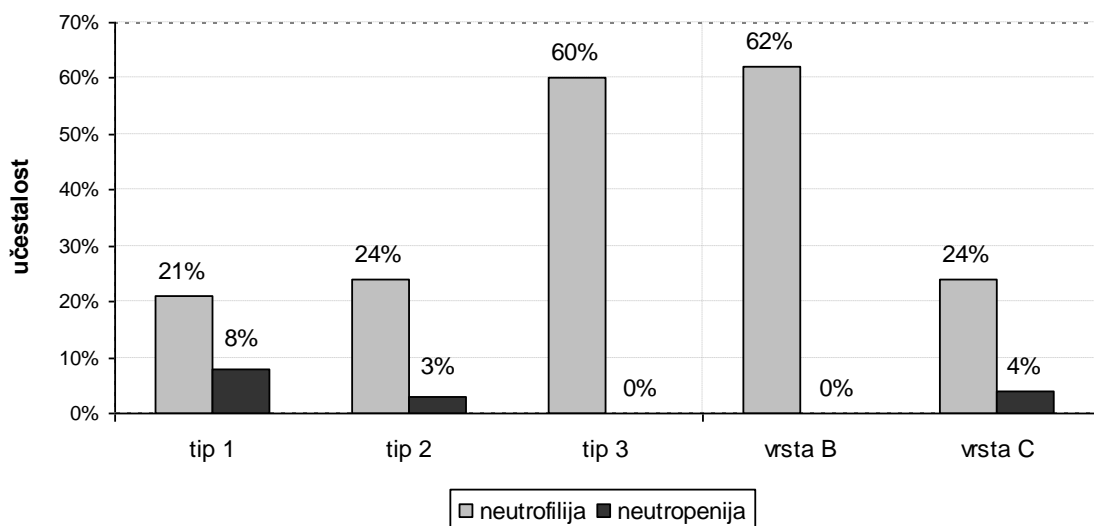 70%
60%
50%
40%
30%
20%
10%
0%
učestalost
21%
8%
24%
3%
60%
0%
62%
0%
24%
4%
tip 1
tip 2
tip 3
vrsta B
vrsta C
neutrofilija
neutropenija